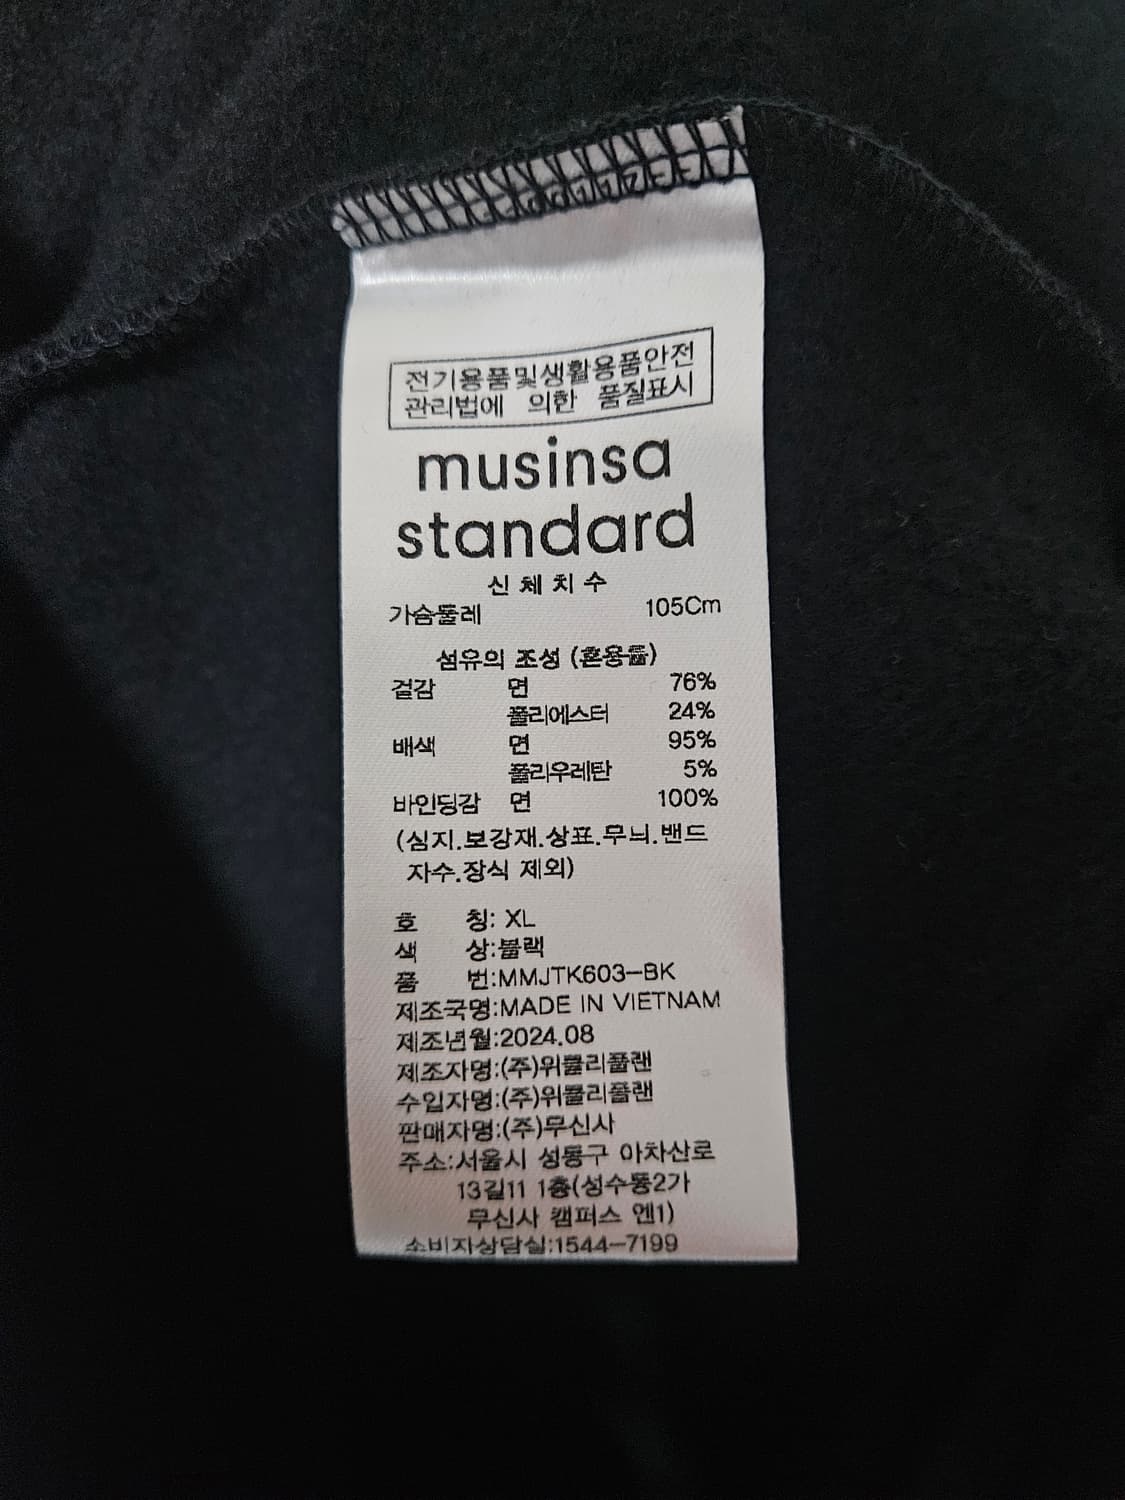 전기용품및생활용품안전
관리법에 의한 품질표시
musinsa
standard
신체치수
가슴둘레 105Cm
섬유의 조성 (혼용률)
겉감 면 76%
폴리에스터 24%
배색 면 95%
폴리우레탄 5%
바인딩감 면 100%
(심지.보강재.상표.무늬.밴드
자수.장식 제외)
호 칭: XL
색 상:블랙
품 번:MMJTK603-BK
제조국명:MADE IN VIETNAM
제조년월:2024.08
제조자명:(주)위클리플랜
수입자명:(주)위클리플랜
판매자명:(주)무신사
주소:서울시 성동구 아차산로
13길11 1층(성수동2가
무신사 캠퍼스 엔1)
소비자상담실:1544-7199